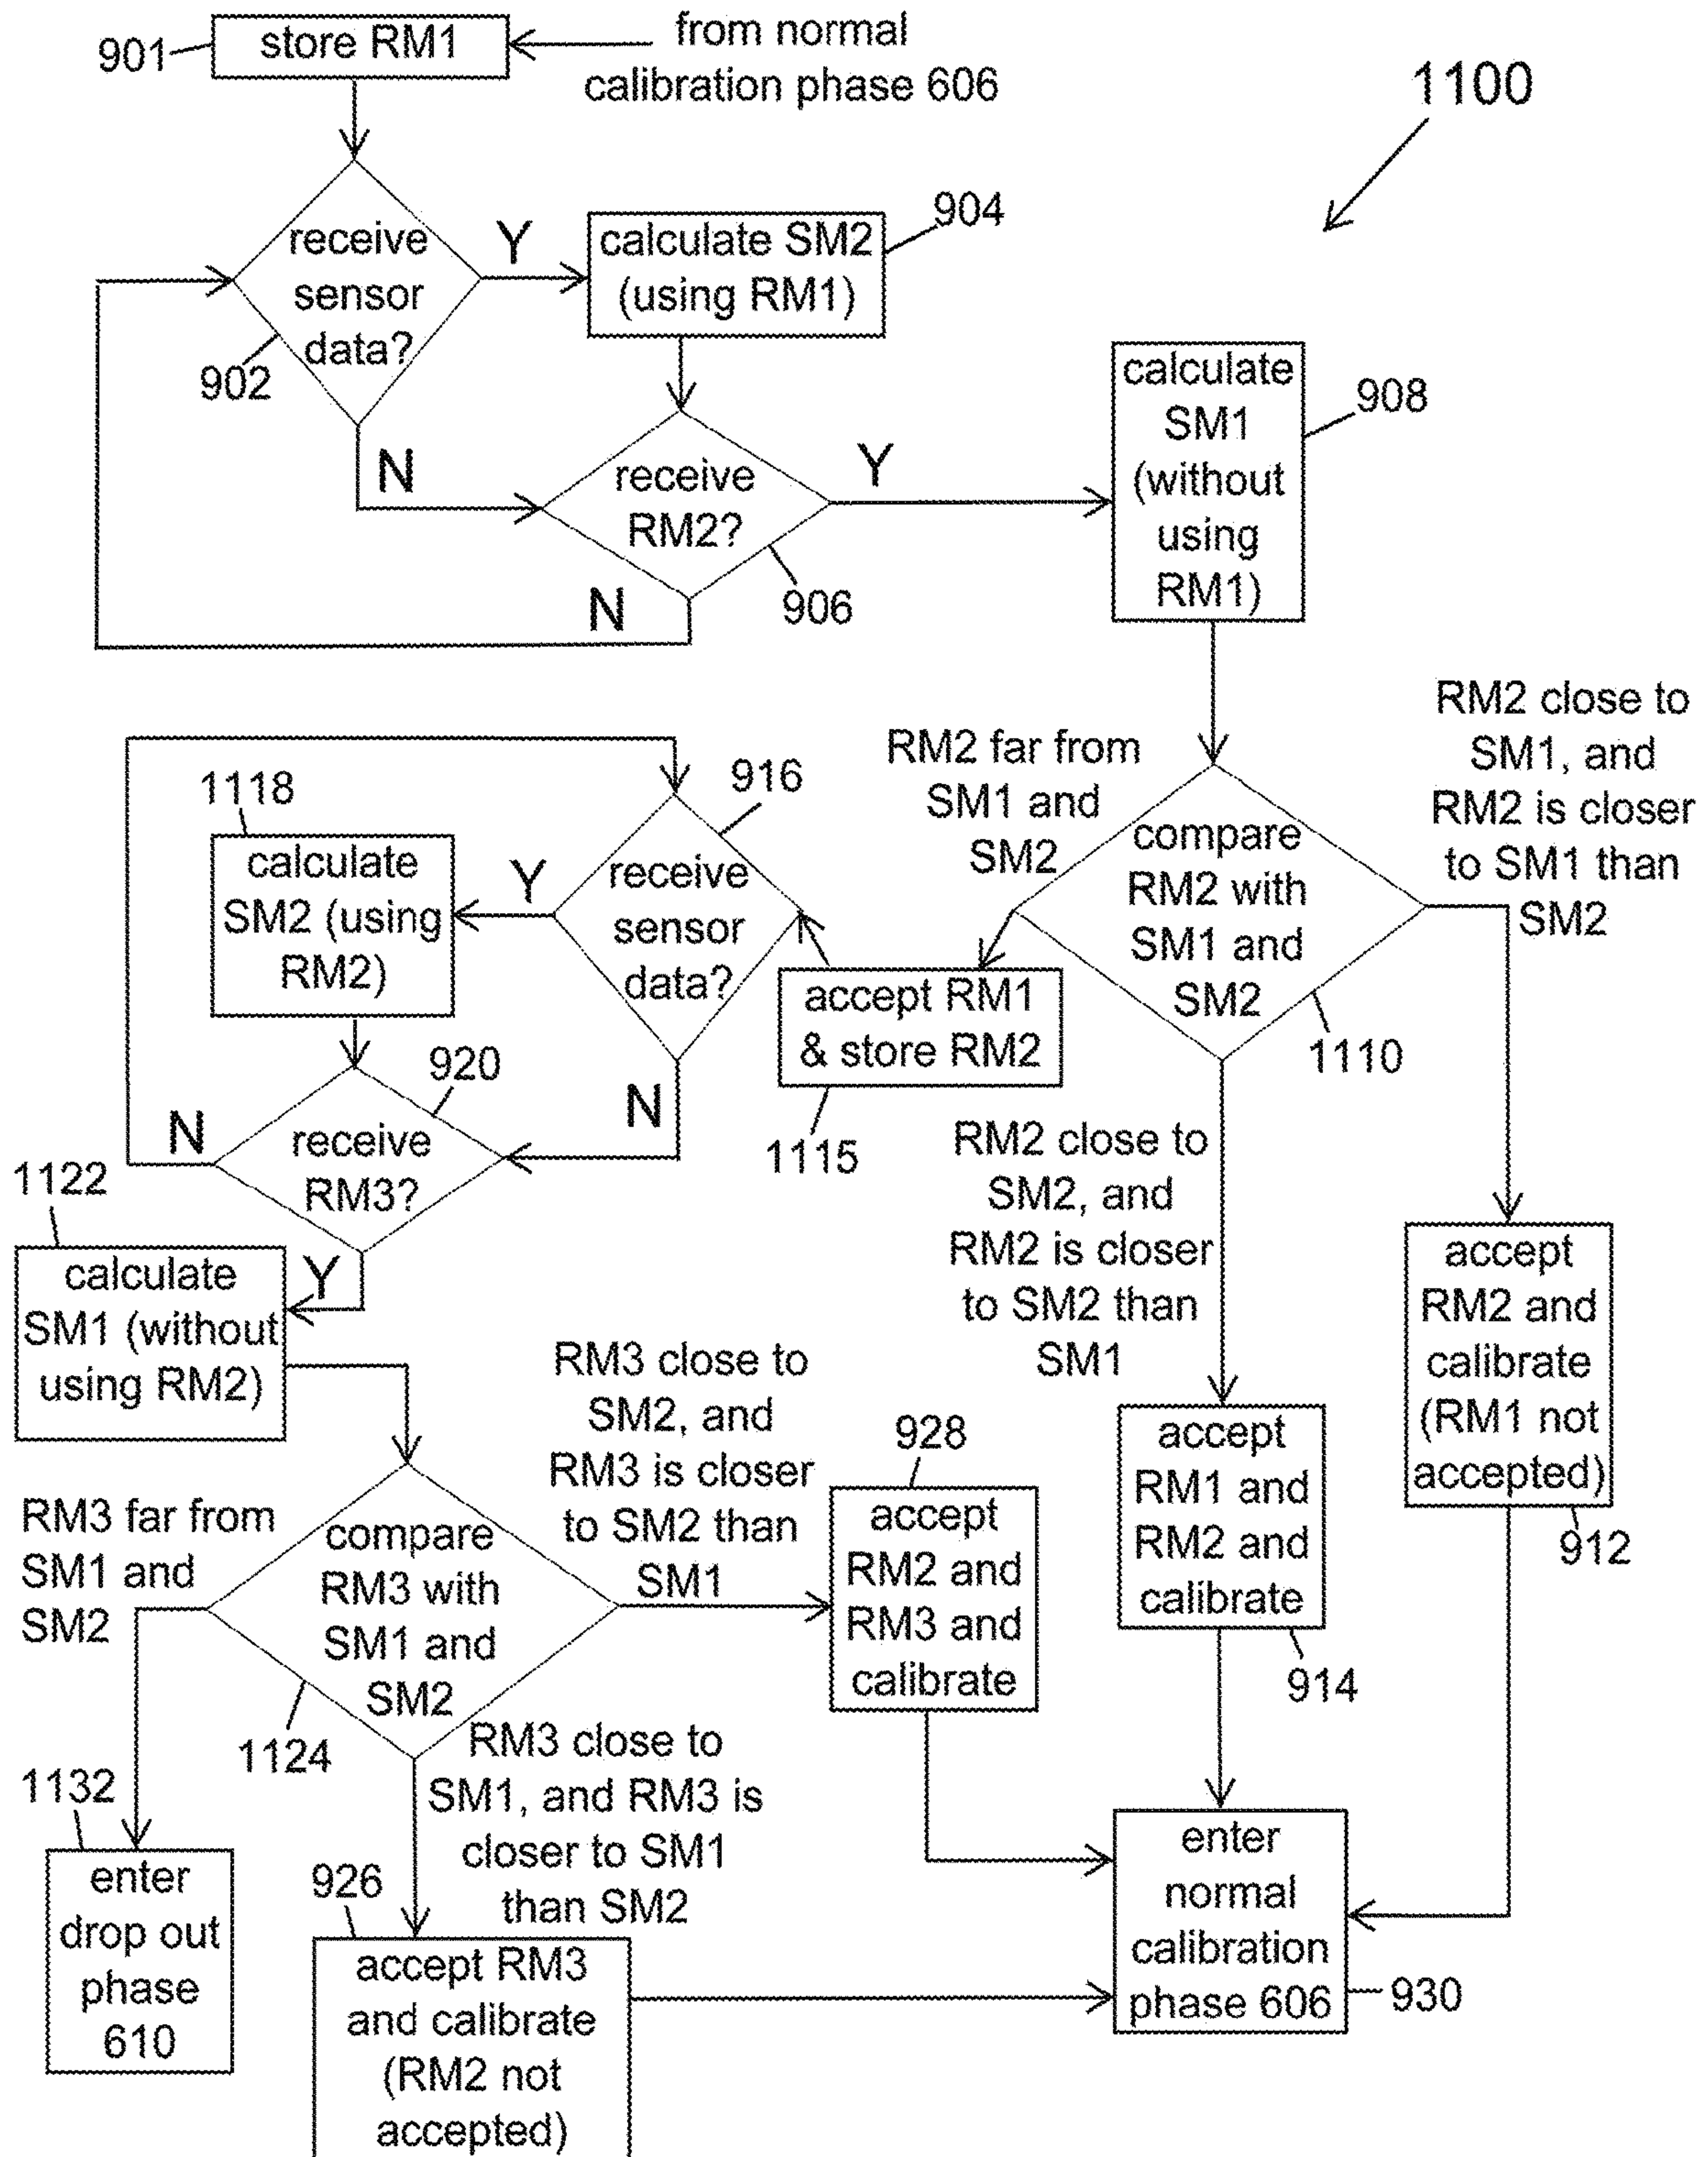 901
store RM1
from normal
calibration phase 606
1100
receive
sensor
data?
902
Y
N
calculate SM2
(using RM1)
904
receive
RM2?
906
Y
N
calculate
SM1
(without
using
RM1)
908
RM2 far from
SM1 and
SM2
compare
RM2 with
SM1 and
SM2
1110
RM2 close to
SM1, and
RM2 is closer
to SM1 than
SM2
1118
calculate
SM2 (using
RM2)
916
receive
sensor
data?
Y
N
accept RM1
& store RM2
1115
920
receive
RM3?
N
Y
1122
calculate
SM1 (without
using RM2)
RM2 close to
SM2, and
RM2 is closer
to SM2 than
SM1
accept
RM2 and
calibrate
(RM1 not
accepted)
912
accept
RM1 and
RM2 and
calibrate
914
RM3 close to
SM2, and
RM3 is closer
to SM2 than
SM1
928
accept
RM2 and
RM3 and
calibrate
RM3 far from
SM1 and
SM2
compare
RM3 with
SM1 and
SM2
1124
RM3 close to
SM1, and RM3 is
closer to SM1
than SM2
1132
enter
drop out
phase
610
926
accept RM3
and calibrate
(RM2 not
accepted)
enter
normal
calibration
phase 606
930